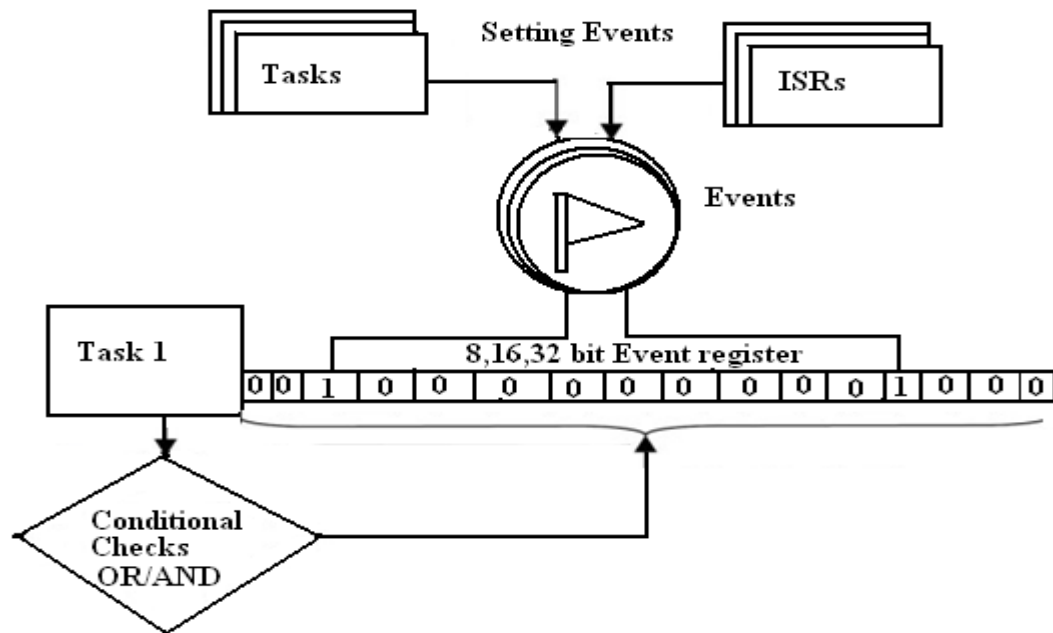 Setting Events
Tasks
ISRs
Events
Task 1
8,16,32 bit Event register
0 0 1 0 0 0 0 0 0 0 0 0 1 0 0 0
Conditional
Checks
OR/AND